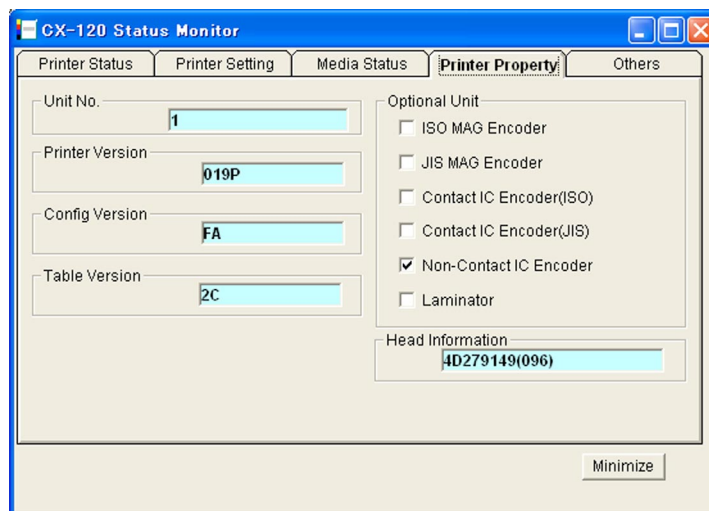 CX-120 Status Monitor
Printer Status Printer Setting Media Status Printer Property Others
Unit No.
1
Printer Version
019P
Config Version
FA
Table Version
2C
Optional Unit
ISO MAG Encoder
JIS MAG Encoder
Contact IC Encoder(ISO)
Contact IC Encoder(JIS)
Non-Contact IC Encoder
Laminator
Head Information
4D279149(096)
Minimize